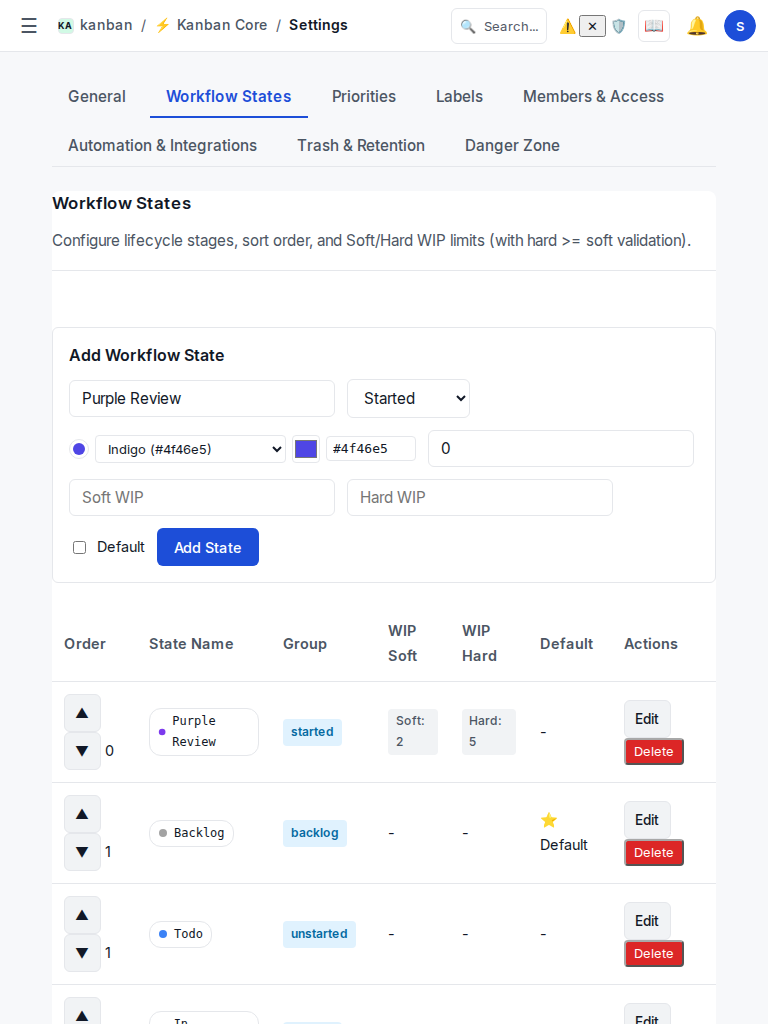 ☰ KA kanban / ⚡ Kanban Core / Settings 🔍 Search... ⚠️ ✕ 🛡️ 📖 🔔 S
General Workflow States Priorities Labels Members & Access
Automation & Integrations Trash & Retention Danger Zone
Workflow States
Configure lifecycle stages, sort order, and Soft/Hard WIP limits (with hard >= soft validation).
Add Workflow State
Purple Review Started
Indigo (#4f46e5) #4f46e5 0
Soft WIP Hard WIP
Default Add State
Order State Name Group WIP Soft WIP Hard Default Actions
▲ ▼ 0 Purple Review started Soft: 2 Hard: 5 - Edit Delete
▲ ▼ 1 Backlog backlog - - ⭐ Default Edit Delete
▲ ▼ 1 Todo unstarted - - - Edit Delete
▲ In Edit